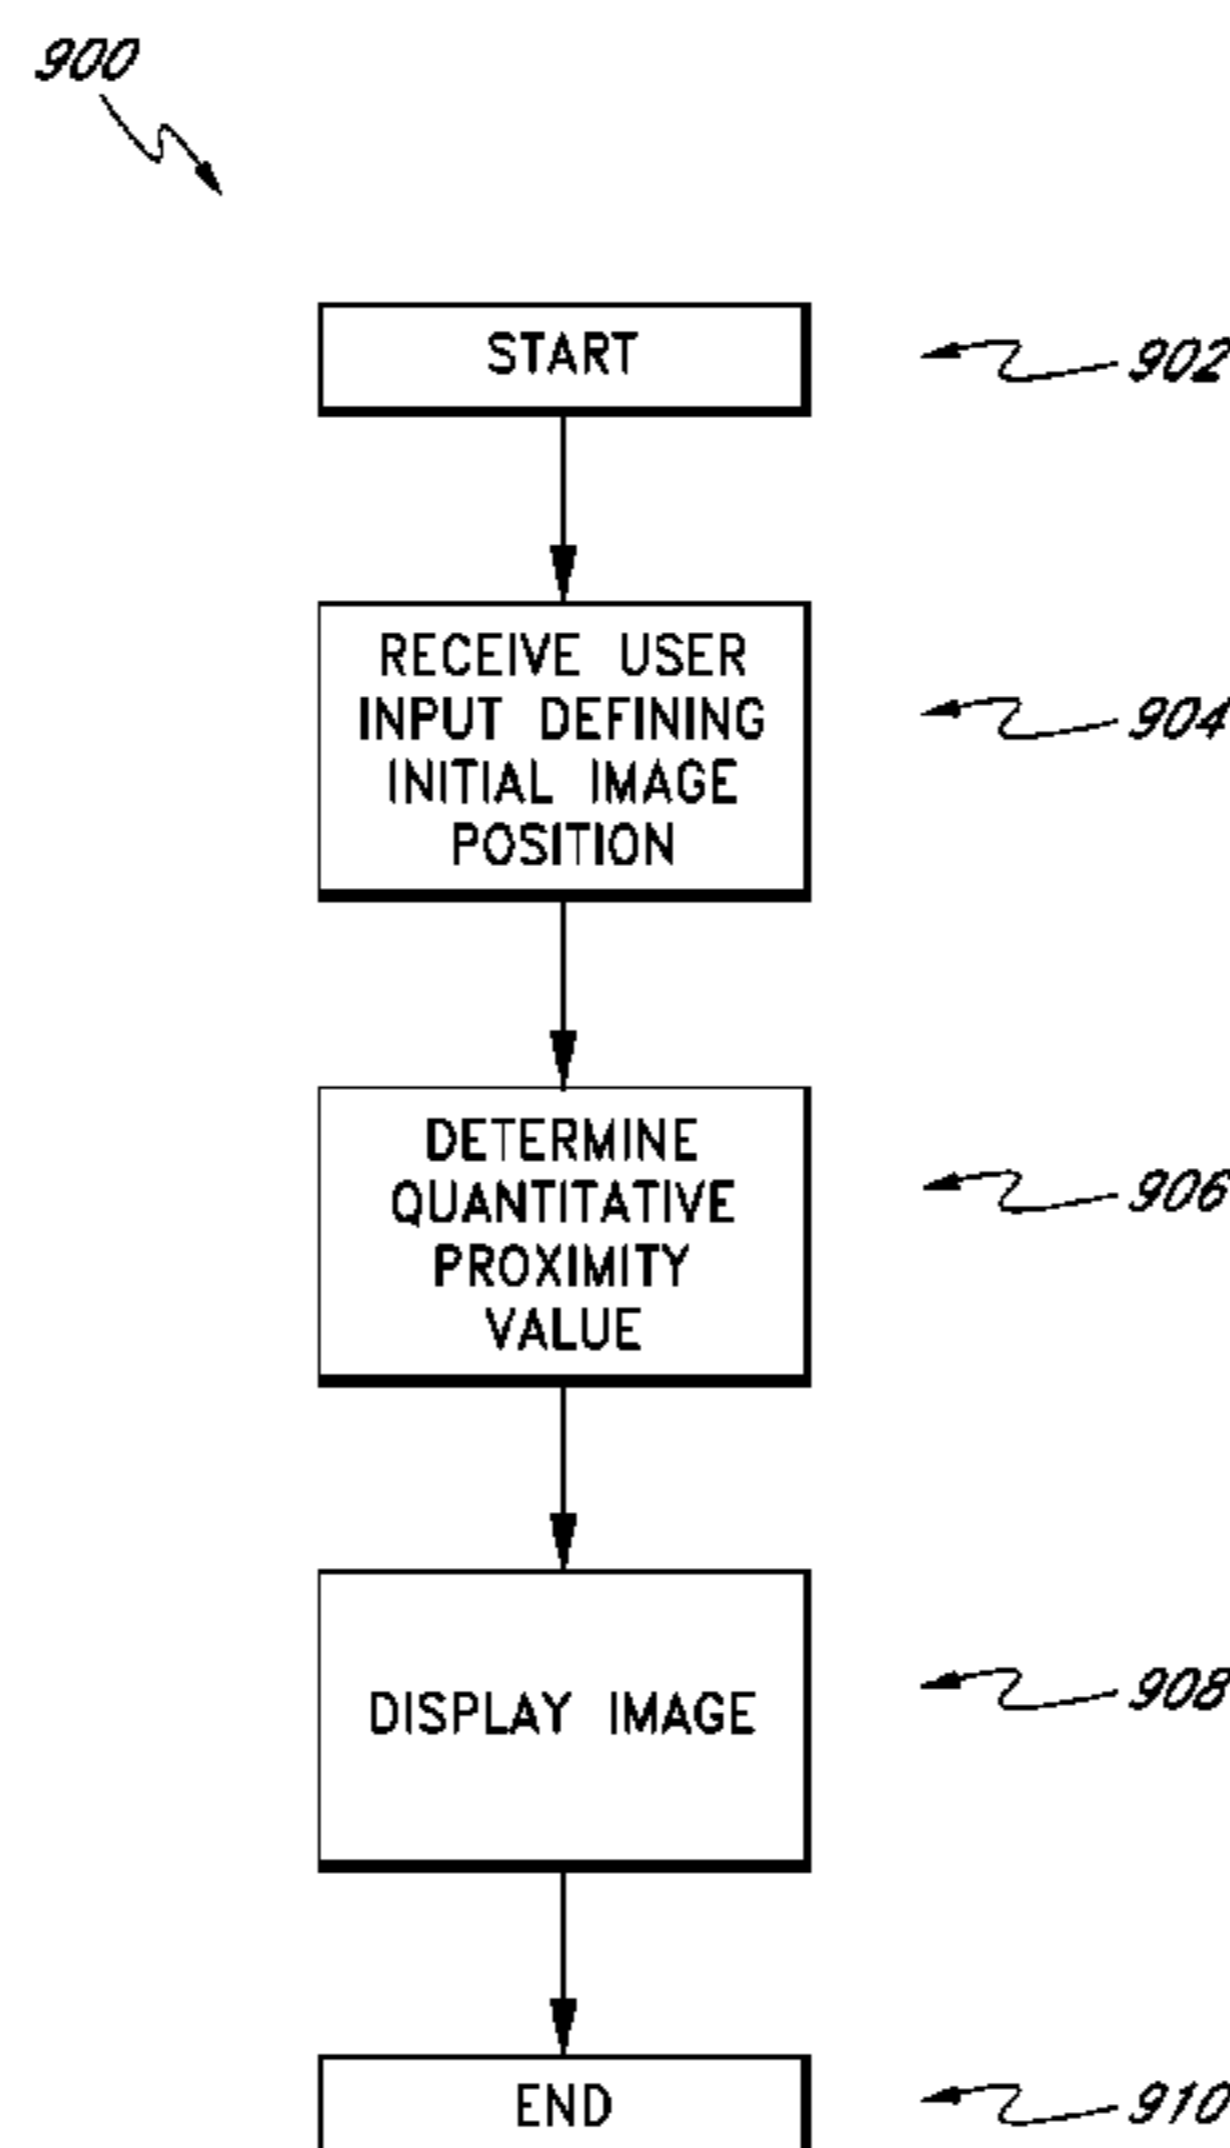 900
START
902
RECEIVE USER
INPUT DEFINING
INITIAL IMAGE
POSITION
904
DETERMINE
QUANTITATIVE
PROXIMITY
VALUE
906
DISPLAY IMAGE
908
END
910